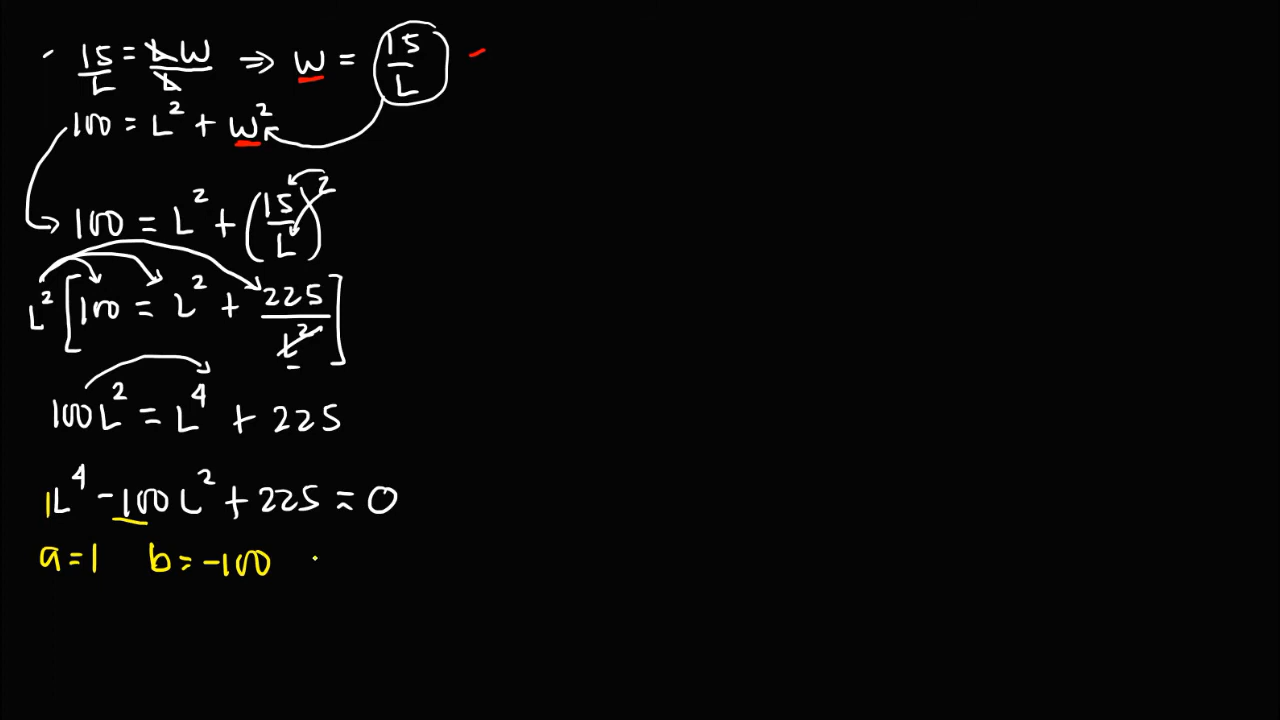 15/L = LW/L ⇒ W = 15/L
100 = L² + W²
100 = L² + (15/L)²
L² [100 = L² + 225/L²]
100L² = L⁴ + 225
1L⁴ - 100L² + 225 = 0
a = 1 b = -100